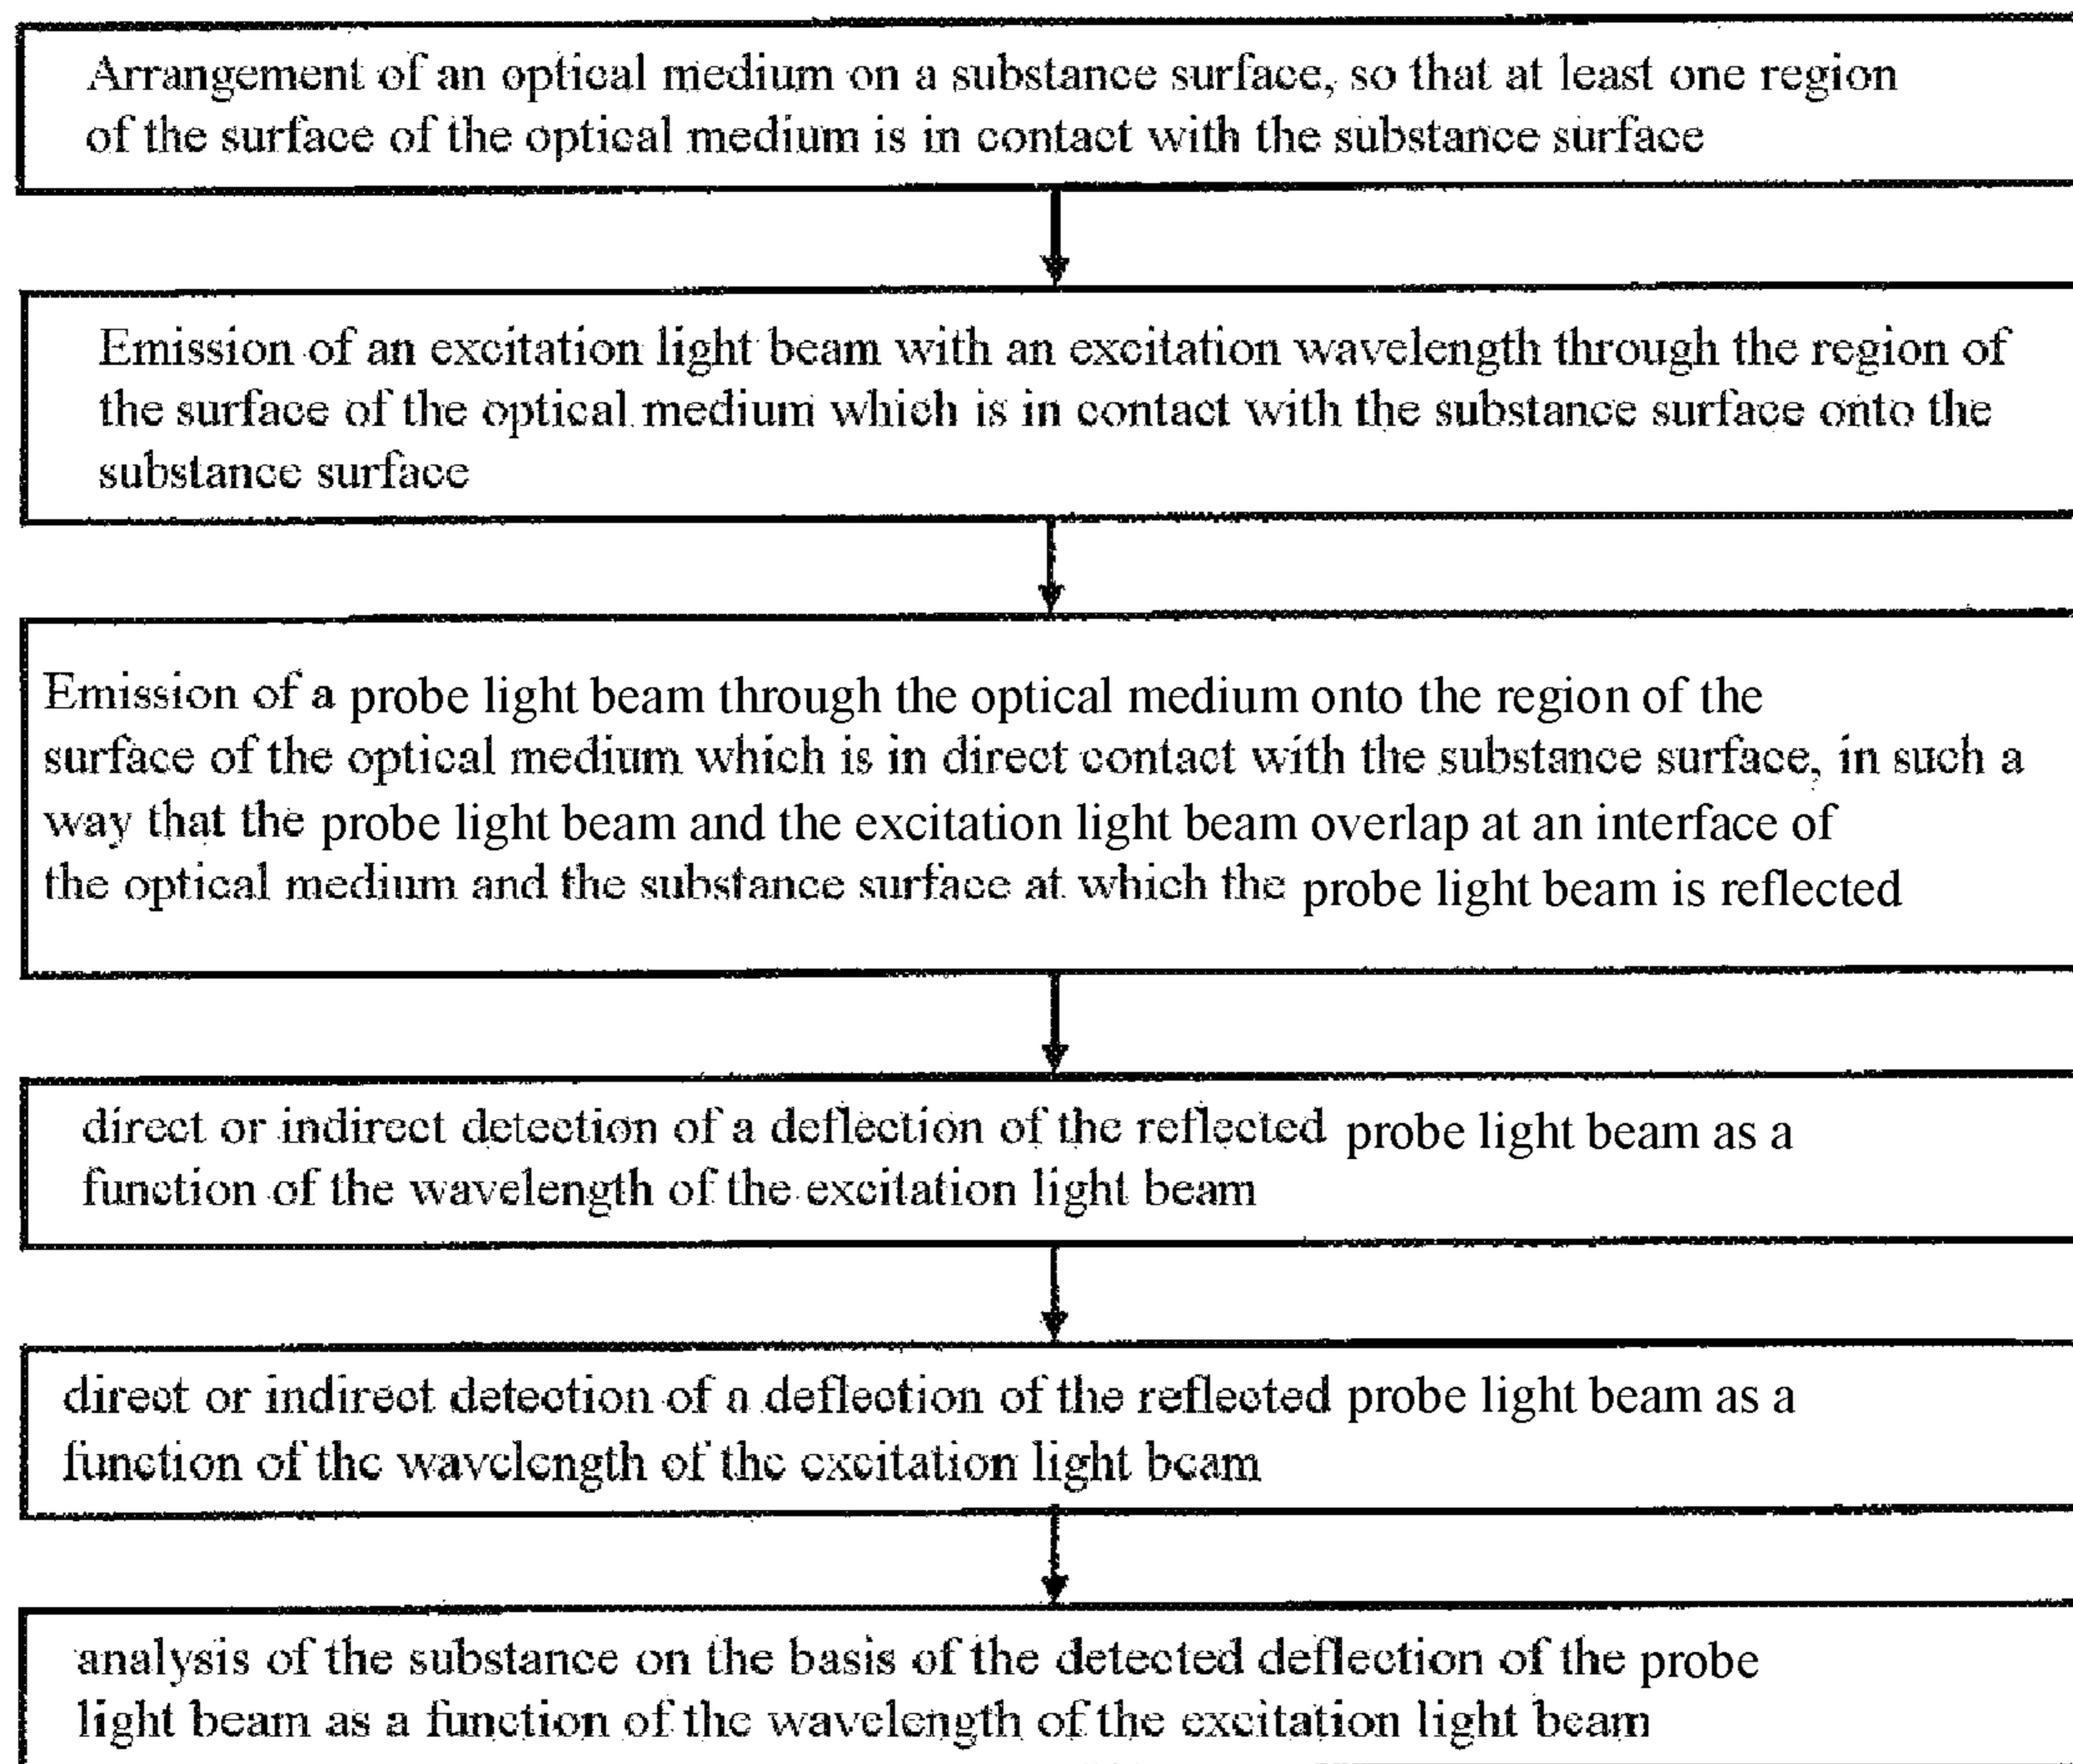 Arrangement of an optical medium on a substance surface, so that at least one region
of the surface of the optical medium is in contact with the substance surface
Emission of an excitation light beam with an excitation wavelength through the region of
the surface of the optical medium which is in contact with the substance surface onto the
substance surface
Emission of a probe light beam through the optical medium onto the region of the
surface of the optical medium which is in direct contact with the substance surface, in such a
way that the probe light beam and the excitation light beam overlap at an interface of
the optical medium and the substance surface at which the probe light beam is reflected
direct or indirect detection of a deflection of the reflected probe light beam as a
function of the wavelength of the excitation light beam
direct or indirect detection of a deflection of the reflected probe light beam as a
function of the wavelength of the excitation light beam
analysis of the substance on the basis of the detected deflection of the probe
light beam as a function of the wavelength of the excitation light beam